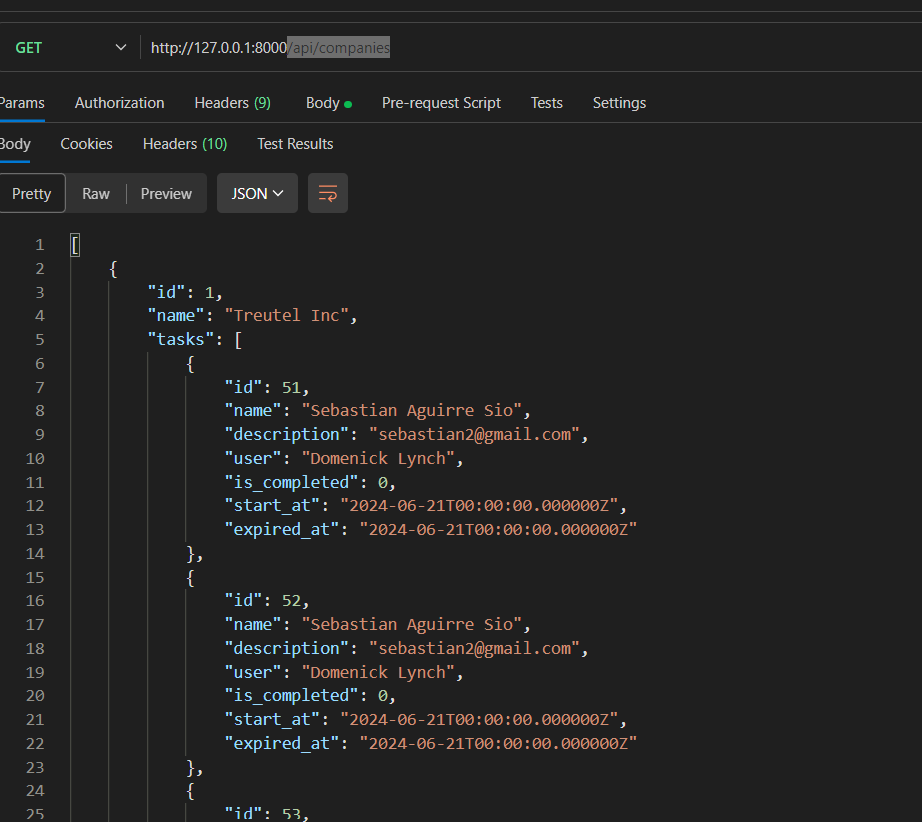 GET http://127.0.0.1:8000/api/companies
Params Authorization Headers (9) Body Pre-request Script Tests Settings
Body Cookies Headers (10) Test Results
Pretty Raw Preview JSON
1 [
2 {
3 "id": 1,
4 "name": "Treutel Inc",
5 "tasks": [
6 {
7 "id": 51,
8 "name": "Sebastian Aguirre Sio",
9 "description": "sebastian2@gmail.com",
10 "user": "Domenick Lynch",
11 "is_completed": 0,
12 "start_at": "2024-06-21T00:00:00.000000Z",
13 "expired_at": "2024-06-21T00:00:00.000000Z"
14 },
15 {
16 "id": 52,
17 "name": "Sebastian Aguirre Sio",
18 "description": "sebastian2@gmail.com",
19 "user": "Domenick Lynch",
20 "is_completed": 0,
21 "start_at": "2024-06-21T00:00:00.000000Z",
22 "expired_at": "2024-06-21T00:00:00.000000Z"
23 },
24 {
25 "id": 53,